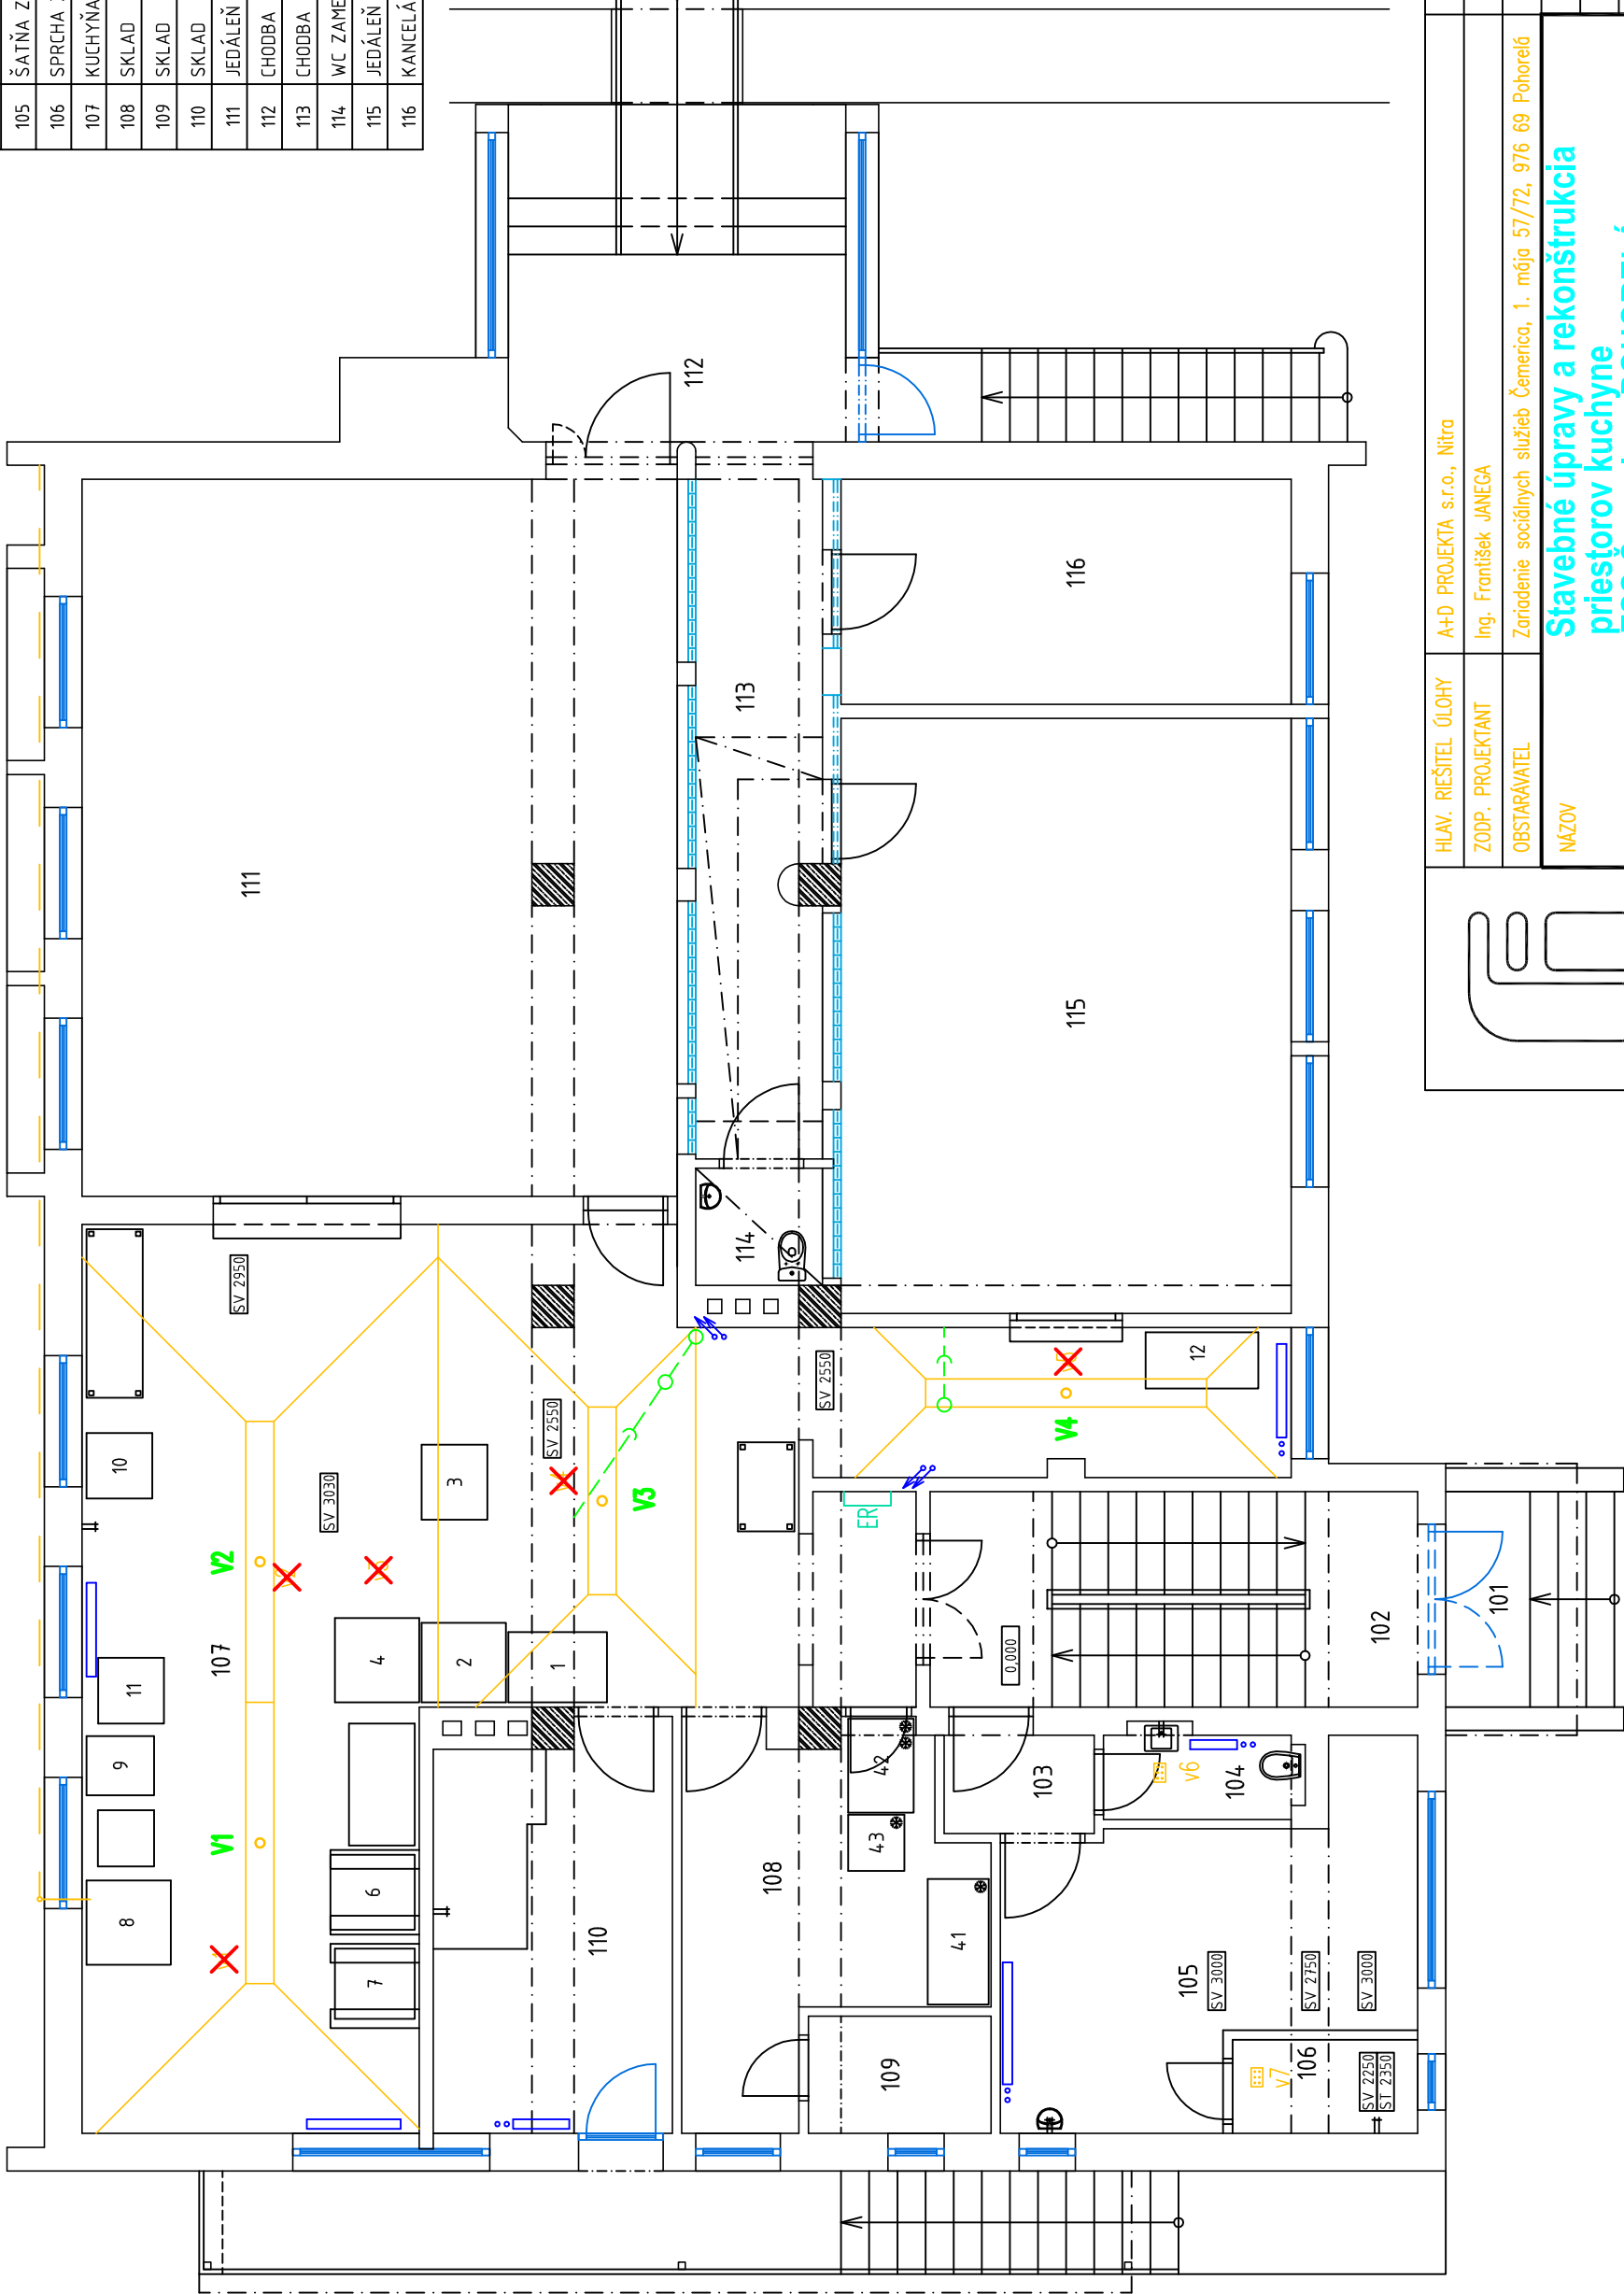 105 ŠATŇA Z
106 SPRCHA
107 KUCHYŇA
108 SKLAD
109 SKLAD
110 SKLAD
111 JEDÁLEŇ
112 CHODBA
113 CHODBA
114 WC ZAME
115 JEDÁLEŇ
116 KANCELÁ
HLAV. RIEŠITEL ÚLOHY A+D PROJEKTA s.r.o., Nitra
ZODP. PROJEKTANT Ing. František JANEGA
OBSTARÁVATEL Zariadenie sociálnych služieb Čemerica, 1. mája 57/72, 976 69 Pohorelá
NÁZOV
Stavebné úpravy a rekonštrukcia
priestorov kuchyne
111
112
113
114
115
116
107
108
109
110
101
102
103
104
105
106
SV 2950
SV 3030
SV 2550
SV 2550
0,000
SV 3000
SV 2750
SV 3000
SV 2250
ST 2350
V1
V2
V3
V4
v6
v7
ER
1
2
3
4
6
7
8
9
10
11
12
41
42
43